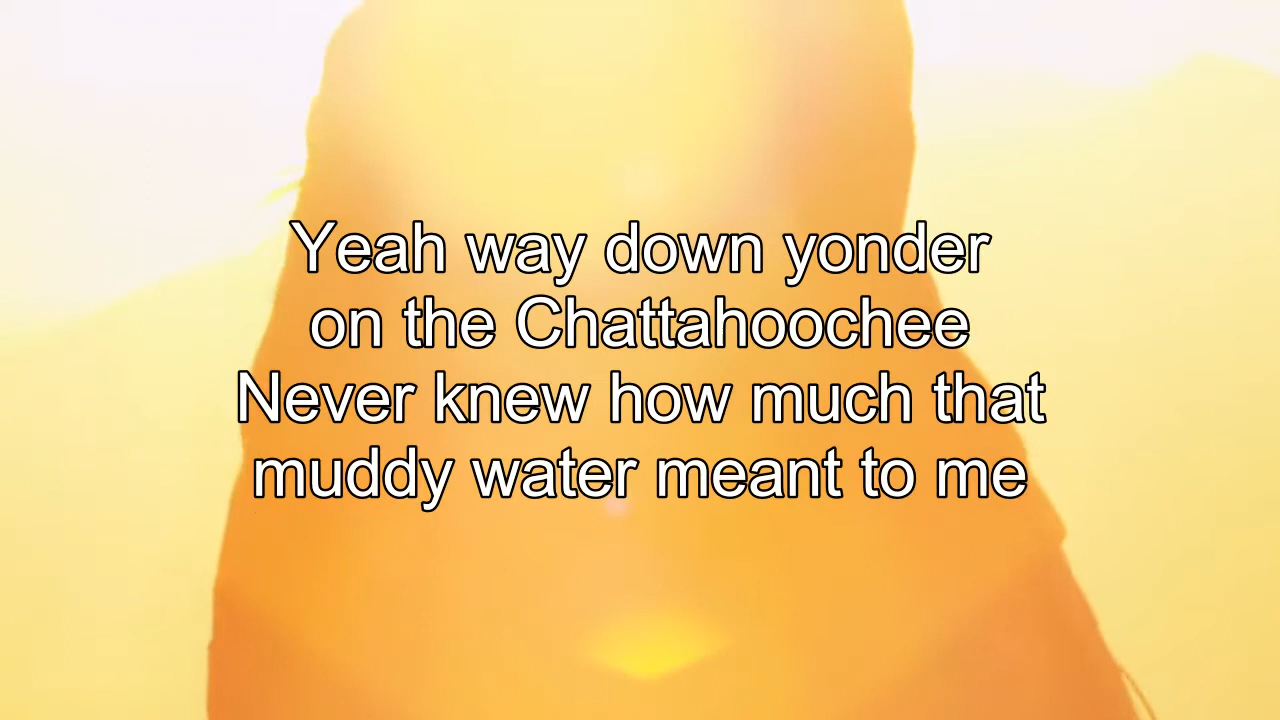 Yeah way down yonder
on the Chattahoochee
Never knew how much that
muddy water meant to me